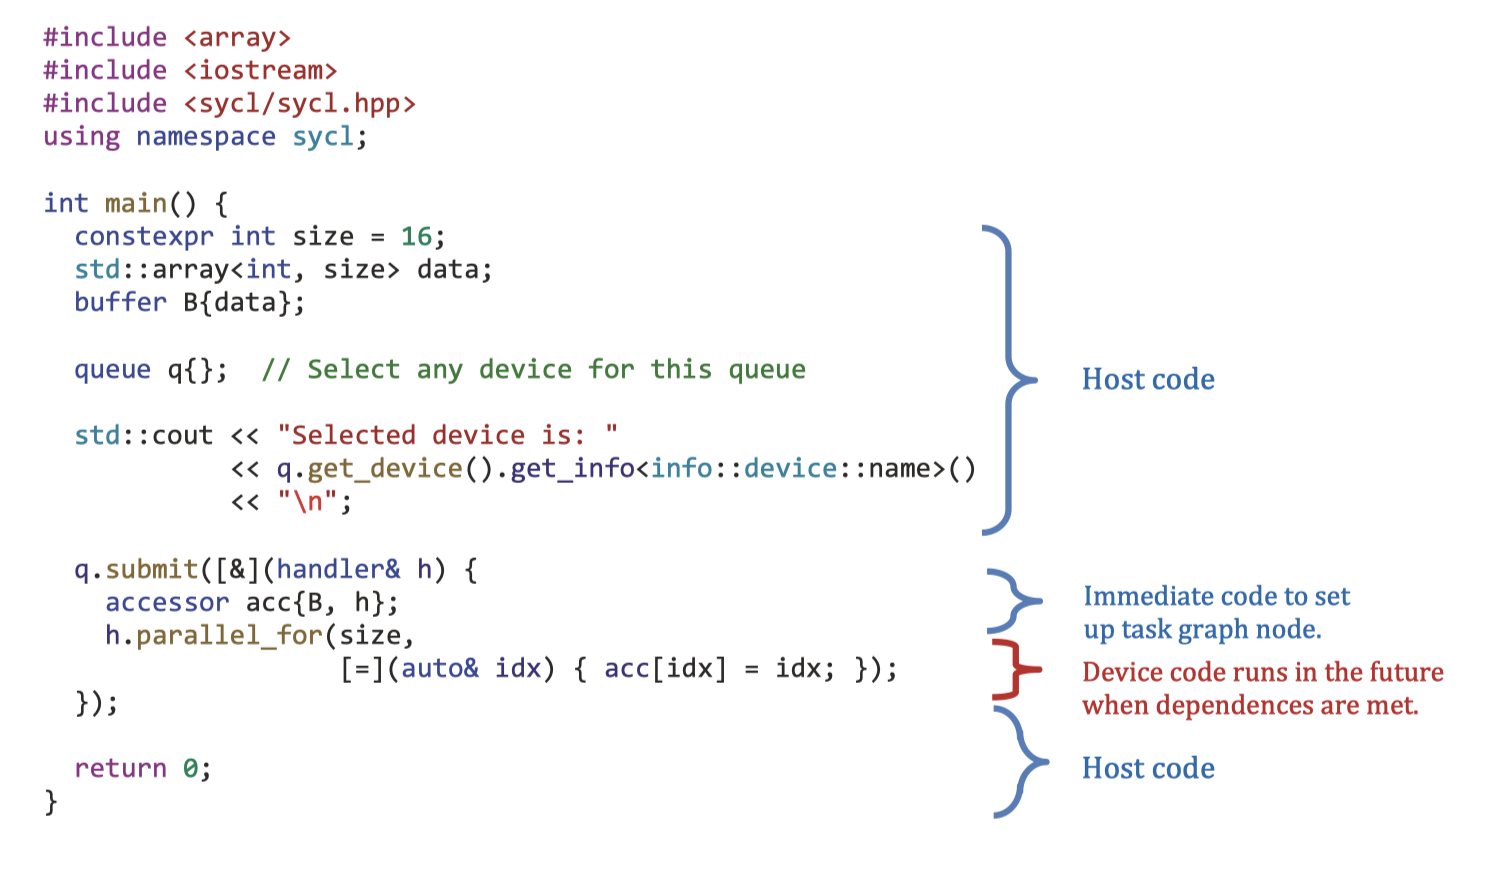 #include <array>
#include <iostream>
#include <sycl/sycl.hpp>
using namespace sycl;
int main() {
  constexpr int size = 16;
  std::array<int, size> data;
  buffer B{data};
  queue q{};  // Select any device for this queue
  std::cout << "Selected device is: "
            << q.get_device().get_info<info::device::name>()
            << "\n";
Host code
  q.submit([&](handler& h) {
    accessor acc{B, h};
    h.parallel_for(size,
Immediate code to set
up task graph node.
                   [=](auto& idx) { acc[idx] = idx; });
  });
Device code runs in the future
when dependences are met.
  return 0;
}
Host code